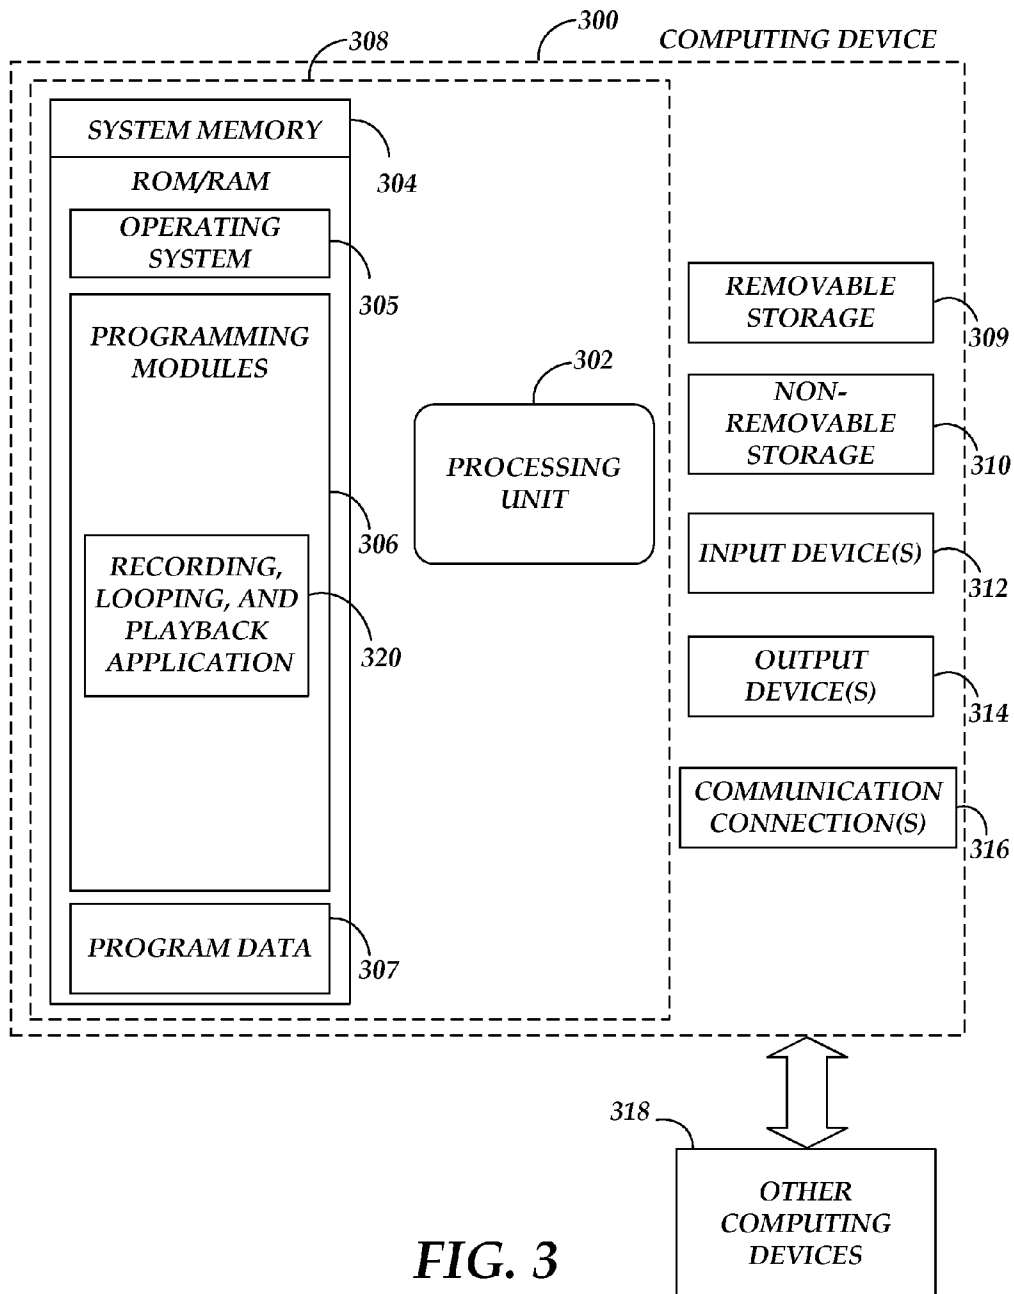 300
COMPUTING DEVICE
308
SYSTEM MEMORY
304
ROM/RAM
OPERATING
SYSTEM
305
PROGRAMMING
MODULES
306
RECORDING,
LOOPING, AND
PLAYBACK
APPLICATION
320
PROGRAM DATA
307
302
PROCESSING
UNIT
REMOVABLE
STORAGE
309
NON-
REMOVABLE
STORAGE
310
INPUT DEVICE(S)
312
OUTPUT
DEVICE(S)
314
COMMUNICATION
CONNECTION(S)
316
318
OTHER
COMPUTING
DEVICES
FIG. 3